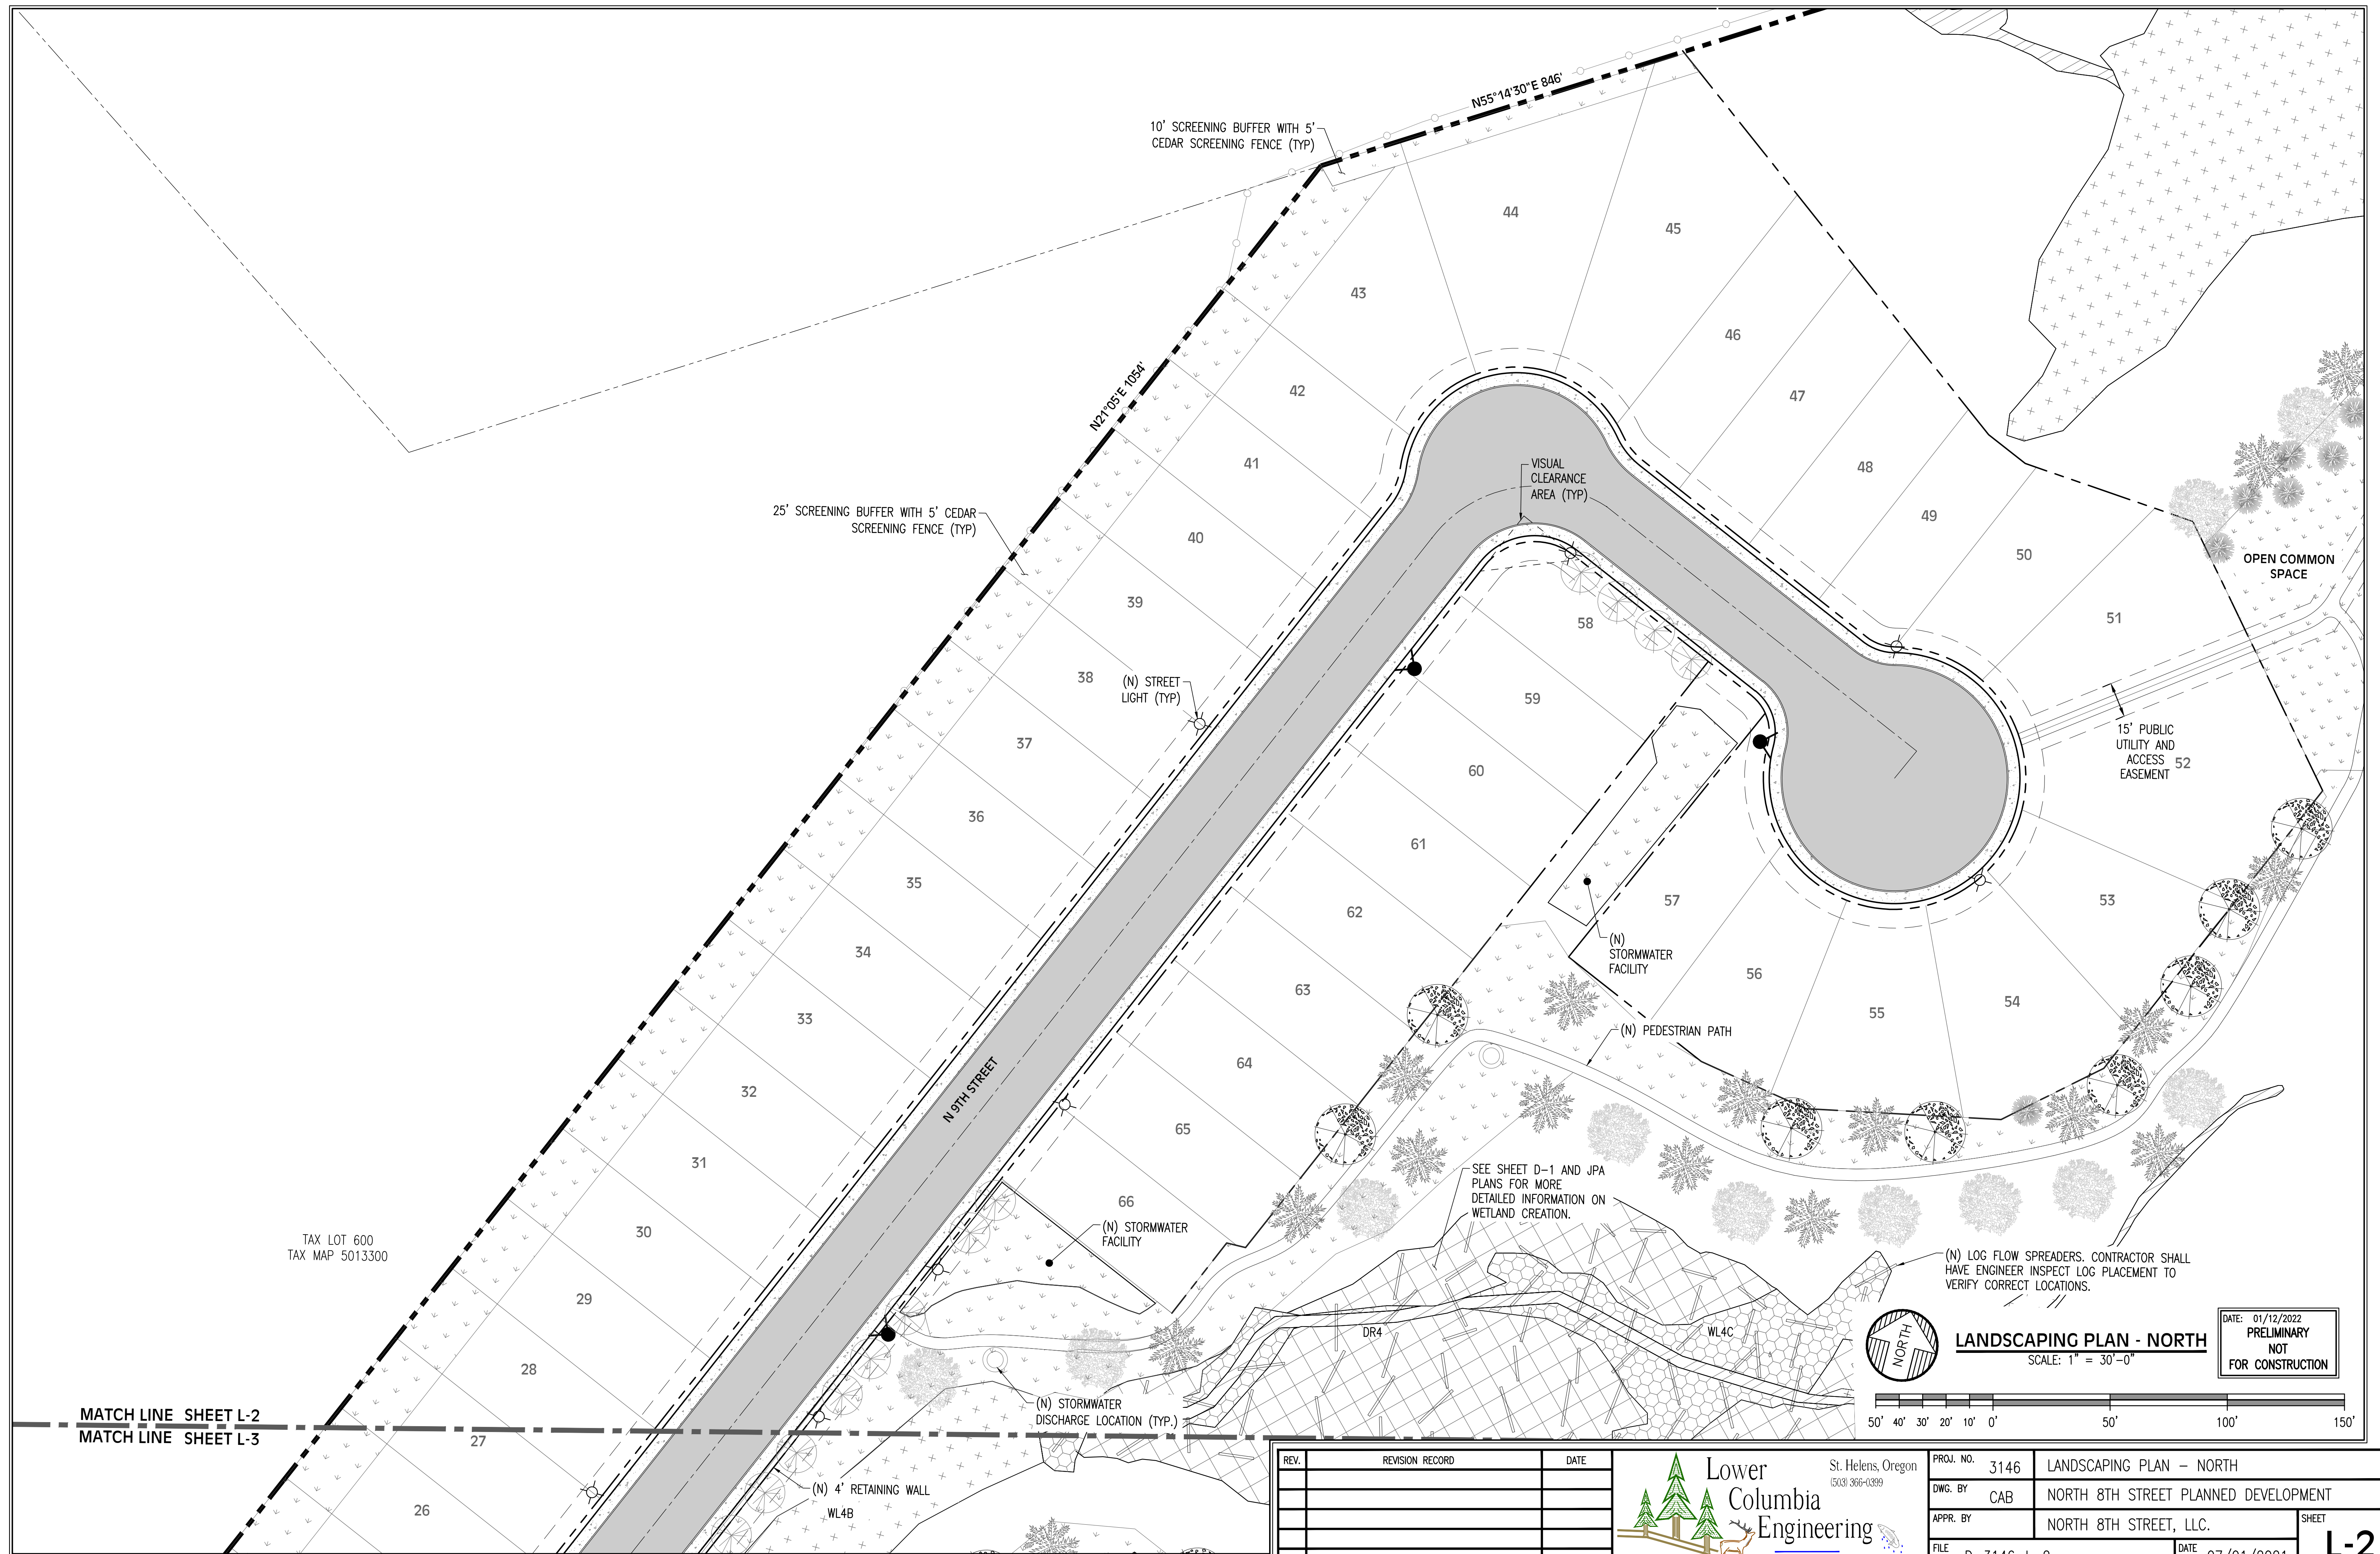 N55°14'30"E 846'
10' SCREENING BUFFER WITH 5'
CEDAR SCREENING FENCE (TYP)
44
45
43
46
42
47
N21°05'E 1054'
41
48
VISUAL
CLEARANCE
AREA (TYP)
49
25' SCREENING BUFFER WITH 5' CEDAR
SCREENING FENCE (TYP)
40
50
OPEN COMMON
SPACE
39
51
58
38
(N) STREET
LIGHT (TYP)
59
37
15' PUBLIC
UTILITY AND
ACCESS
EASEMENT
52
60
36
61
35
57
53
62
34
(N)
STORMWATER
FACILITY
56
63
54
33
55
(N) PEDESTRIAN PATH
64
32
N 9TH STREET
65
31
SEE SHEET D-1 AND JPA
PLANS FOR MORE
DETAILED INFORMATION ON
WETLAND CREATION.
66
30
(N) STORMWATER
FACILITY
TAX LOT 600
TAX MAP 5013300
(N) LOG FLOW SPREADERS. CONTRACTOR SHALL
HAVE ENGINEER INSPECT LOG PLACEMENT TO
VERIFY CORRECT LOCATIONS.
29
DR4
WL4C
NORTH
LANDSCAPING PLAN - NORTH
SCALE: 1" = 30'-0"
DATE: 01/12/2022
PRELIMINARY
NOT
FOR CONSTRUCTION
28
50' 40' 30' 20' 10' 0' 50' 100' 150'
(N) STORMWATER
DISCHARGE LOCATION (TYP.)
MATCH LINE SHEET L-2
MATCH LINE SHEET L-3
27
26
(N) 4' RETAINING WALL
WL4B
REV. REVISION RECORD DATE
Lower
Columbia
Engineering
St. Helens, Oregon
(503) 366-0399
PROJ. NO. 3146
LANDSCAPING PLAN - NORTH
DWG. BY CAB
NORTH 8TH STREET PLANNED DEVELOPMENT
APPR. BY
NORTH 8TH STREET, LLC.
SHEET
L-2
FILE
DATE 07/01/2021